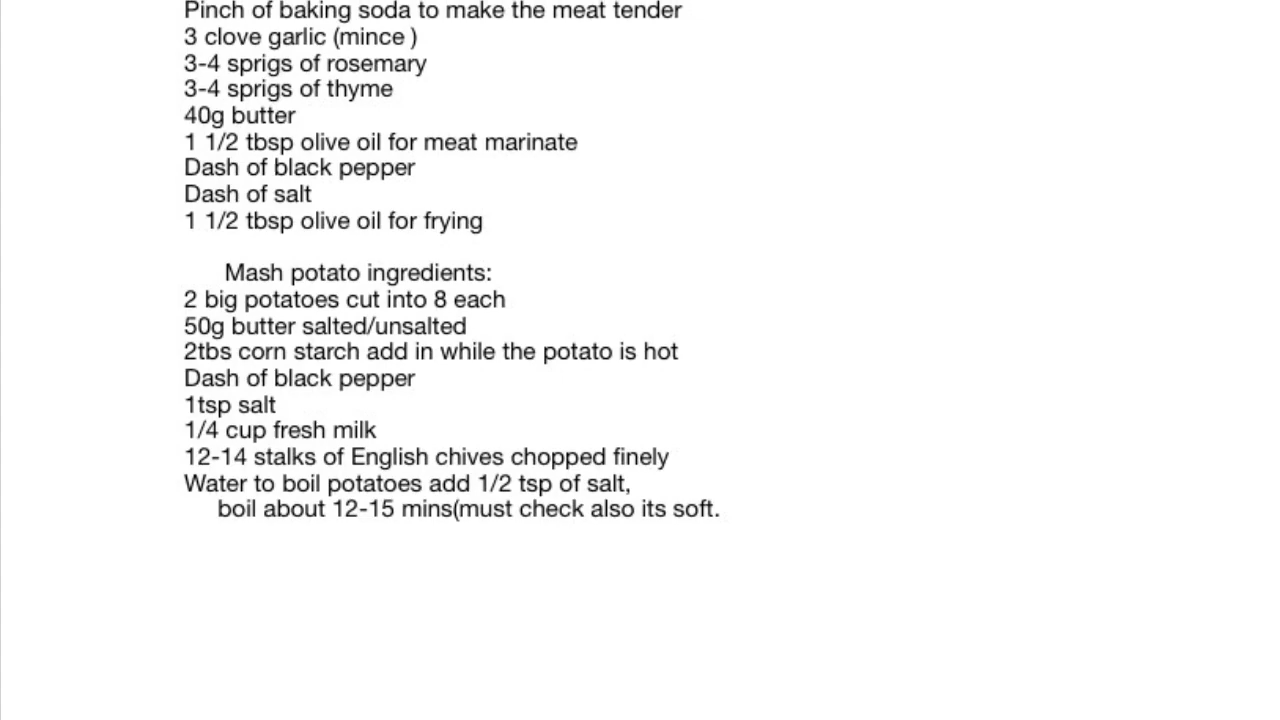 Pinch of baking soda to make the meat tender
3 clove garlic (mince )
3-4 sprigs of rosemary
3-4 sprigs of thyme
40g butter
1 1/2 tbsp olive oil for meat marinate
Dash of black pepper
Dash of salt
1 1/2 tbsp olive oil for frying
Mash potato ingredients:
2 big potatoes cut into 8 each
50g butter salted/unsalted
2tbs corn starch add in while the potato is hot
Dash of black pepper
1tsp salt
1/4 cup fresh milk
12-14 stalks of English chives chopped finely
Water to boil potatoes add 1/2 tsp of salt,
boil about 12-15 mins(must check also its soft.